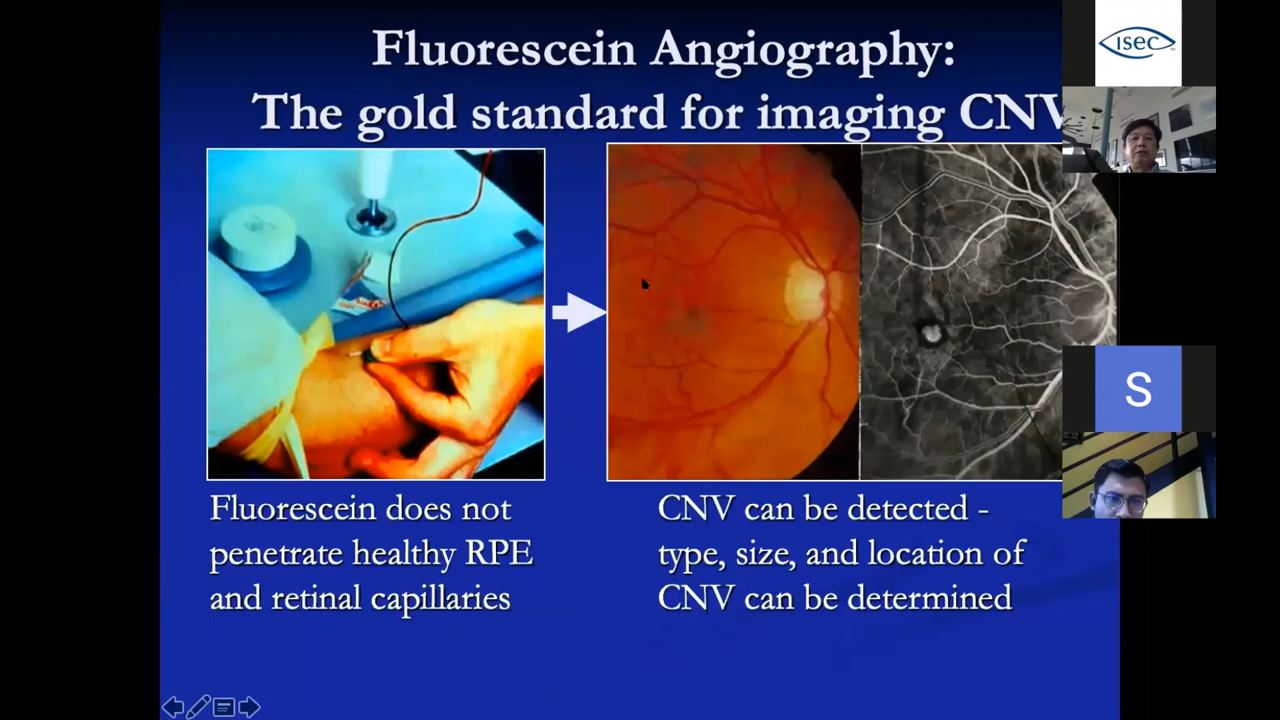 Fluorescein Angiography:
The gold standard for imaging CNV
Fluorescein does not
penetrate healthy RPE
and retinal capillaries
CNV can be detected -
type, size, and location of
CNV can be determined
ISEC
S